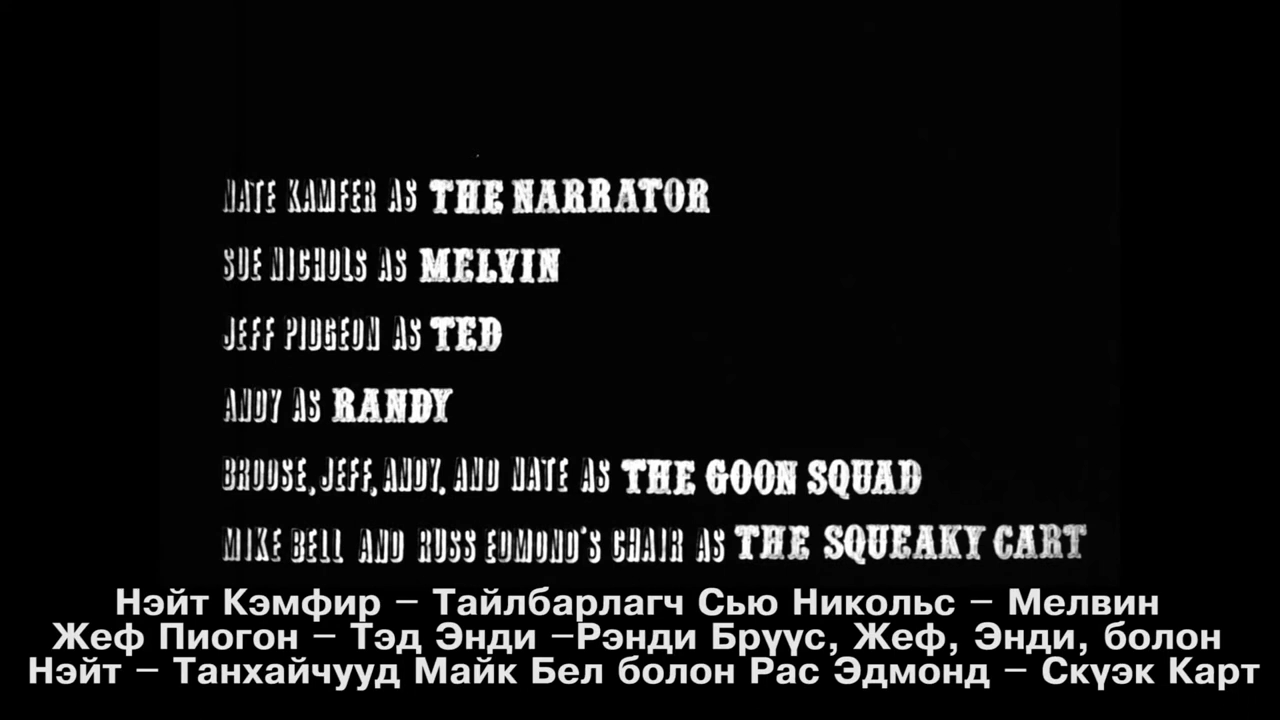 NATE KAMFER AS THE NARRATOR
SUE NICHOLS AS MELVIN
JEFF PIDGEON AS TED
ANDY AS RANDY
BROOSE, JEFF, ANDY, AND NATE AS THE GOON SQUAD
MIKE BELL AND RUSS EDMOND'S CHAIR AS THE SQUEAKY CART
Нэйт Кэмфир – Тайлбарлагч Сью Никольс – Мелвин
Жеф Пиогон – Тэд Энди –Рэнди Брүүс, Жеф, Энди, болон
Нэйт – Танхайчууд Майк Бел болон Рас Эдмонд – Скүэк Карт